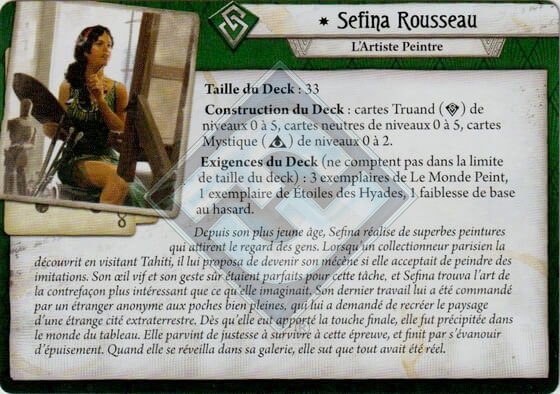 Sefina Rousseau
L'Artiste Peintre
Taille du Deck : 33
Construction du Deck : cartes Truand () de
niveaux 0 à 5, cartes neutres de niveaux 0 à 5, cartes
Mystique () de niveaux 0 à 2.
Exigences du Deck (ne comptent pas dans la limite
de taille du deck) : 3 exemplaires de Le Monde Peint,
1 exemplaire de Étoiles des Hyades, 1 faiblesse de base
au hasard.
Depuis son plus jeune âge, Sefina réalise de superbes peintures
qui attirent le regard des gens. Lorsqu'un collectionneur parisien la
découvrit en visitant Tahiti, il lui proposa de devenir son mécène si elle acceptait de peindre des
imitations. Son œil vif et son geste sûr étaient parfaits pour cette tâche, et Sefina trouva l'art de
la contrefaçon plus intéressant que ce qu'elle imaginait. Son dernier travail lui a été commandé
par un étranger anonyme aux poches bien pleines, qui lui a demandé de recréer le paysage
d'une étrange cité extraterrestre. Dès qu'elle eut apporté la touche finale, elle fut précipitée dans
le monde du tableau. Elle parvint de justesse à survivre à cette épreuve, et finit par s'évanouir
d'épuisement. Quand elle se réveilla dans sa galerie, elle sut que tout avait été réel.
8